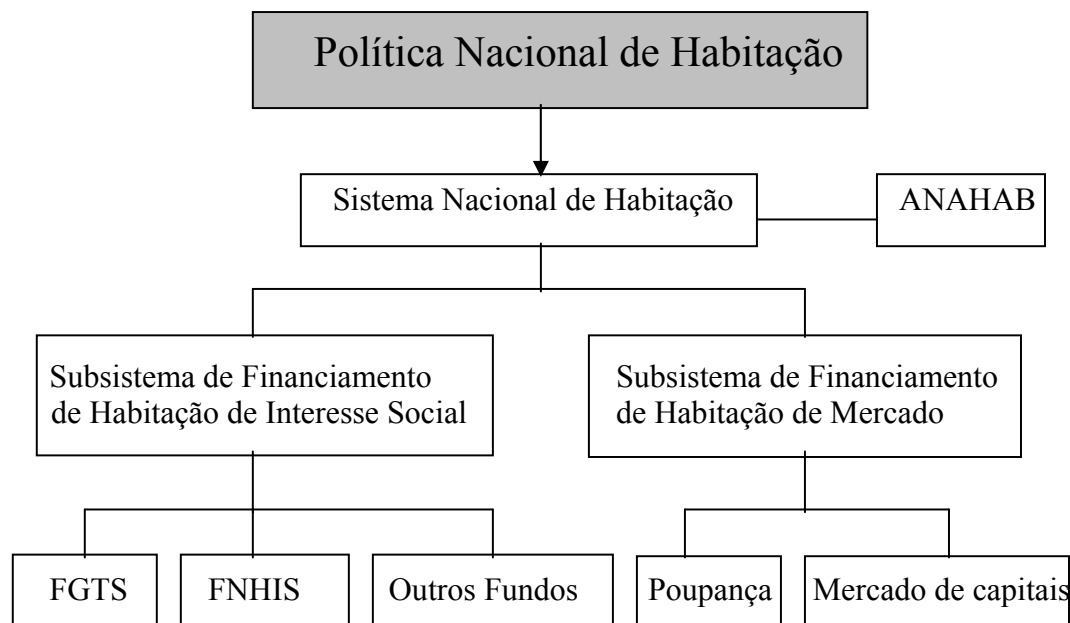 Política Nacional de Habitação
Sistema Nacional de Habitação
ANAHAB
Subsistema de Financiamento
de Habitação de Interesse Social
Subsistema de Financiamento
de Habitação de Mercado
FGTS
FNHIS
Outros Fundos
Poupança
Mercado de capitais